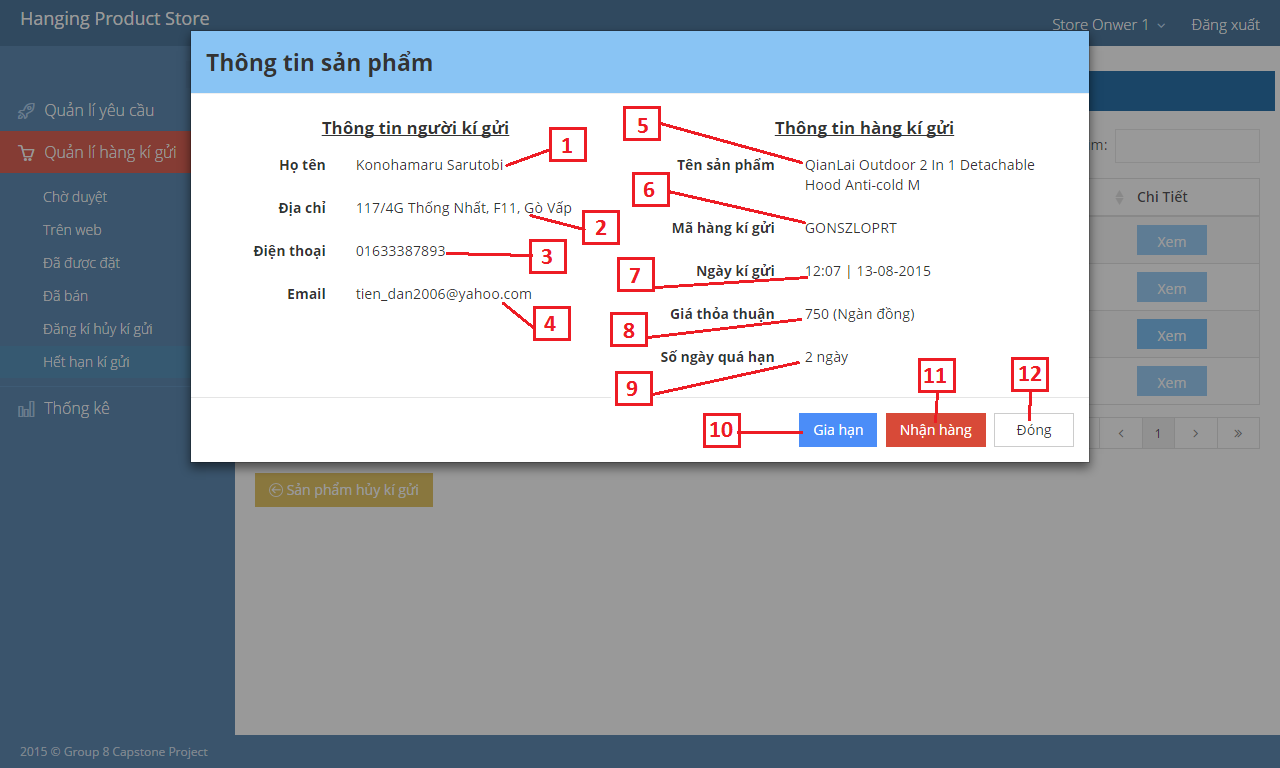 Hanging Product Store
Store Onwer 1
Đăng xuất
Thông tin sản phẩm
Quản lí yêu cầu
Quản lí hàng kí gửi
Chờ duyệt
Trên web
Đã được đặt
Đã bán
Đăng kí hủy kí gửi
Hết hạn kí gửi
Thống kê
Thông tin người kí gửi
1
Họ tên Konohamaru Sarutobi
Địa chỉ 117/4G Thống Nhất, F11, Gò Vấp
2
Điện thoại 01633387893
3
Email tien_dan2006@yahoo.com
4
5
Thông tin hàng kí gửi
Tên sản phẩm QianLai Outdoor 2 In 1 Detachable
Hood Anti-cold M
6
Mã hàng kí gửi GONSZLOPRT
7
Ngày kí gửi 12:07 | 13-08-2015
8
Giá thỏa thuận 750 (Ngàn đồng)
Số ngày quá hạn 2 ngày
9
11
12
10
Gia hạn
Nhận hàng
Đóng
m:
Chi Tiết
Xem
Xem
Xem
Xem
‹ 1 › »
Sản phẩm hủy kí gửi
2015 © Group 8 Capstone Project